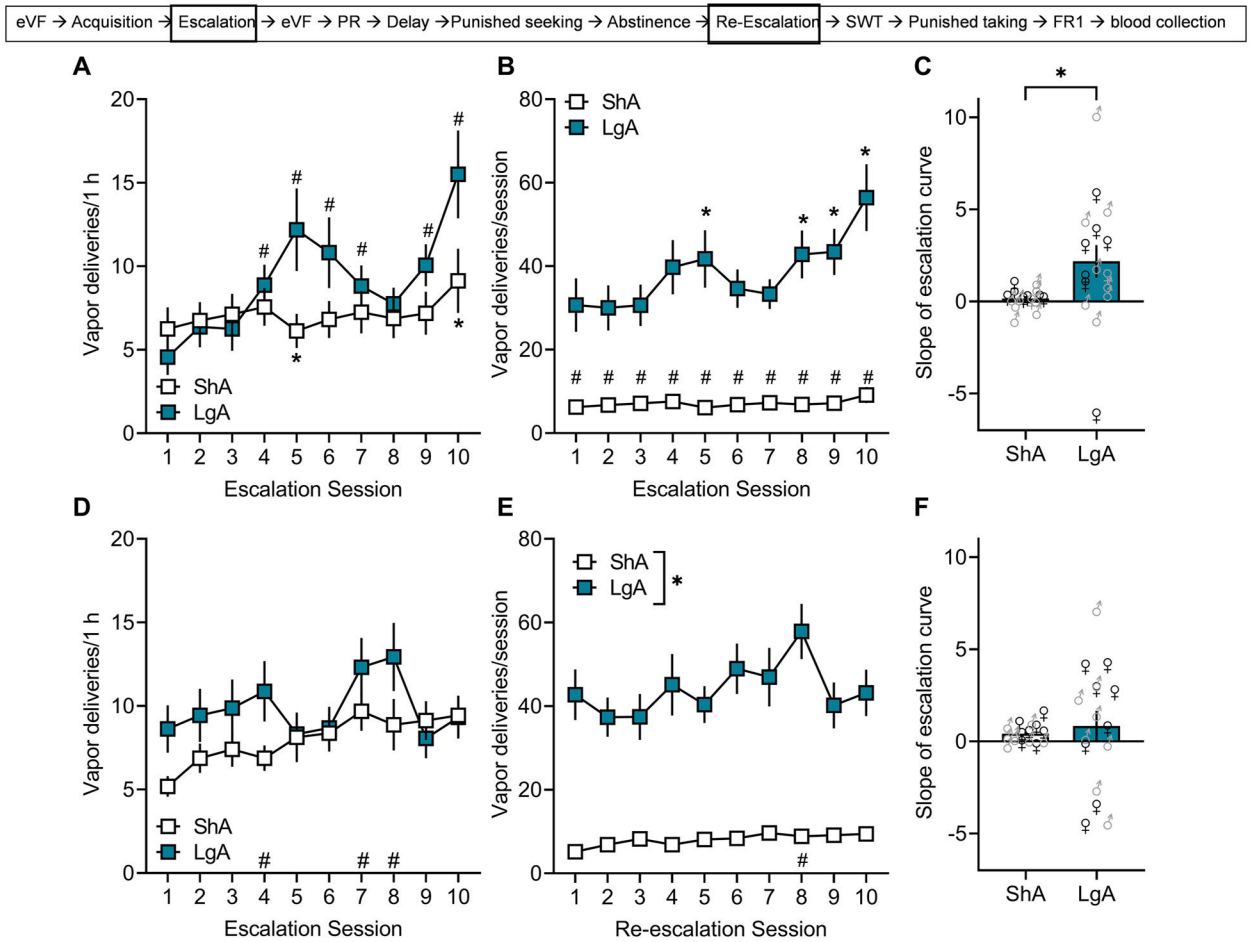 eVF → Acquisition → Escalation → eVF → PR → Delay →Punished seeking → Abstinence → Re-Escalation → SWT → Punished taking → FR1 → blood collection
A
Vapor deliveries/1 h
20
15
10
5
0
#
#
#
#
#
#
*
*
ShA
LgA
1 2 3 4 5 6 7 8 9 10
Escalation Session
B
Vapor deliveries/session
80
60
40
20
0
ShA
LgA
* * * *
# # # # # # # # # #
1 2 3 4 5 6 7 8 9 10
Escalation Session
C
Slope of escalation curve
*
10
5
0
-5
♂ ♀
ShA LgA
D
Vapor deliveries/1 h
20
15
10
5
0
ShA
LgA
# # #
1 2 3 4 5 6 7 8 9 10
Escalation Session
E
Vapor deliveries/session
80
60
40
20
0
ShA
LgA
*
#
1 2 3 4 5 6 7 8 9 10
Re-escalation Session
F
Slope of escalation curve
10
5
0
-5
♂ ♀
ShA LgA